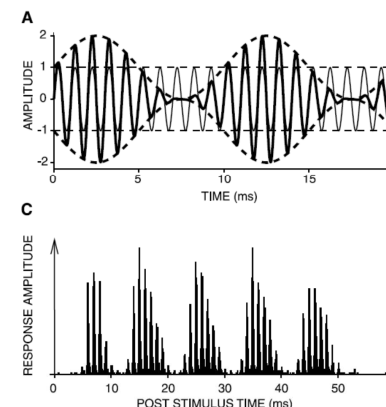 A
AMPLITUDE
2
1
0
-1
-2
0 5 10 15
TIME (ms)
C
RESPONSE AMPLITUDE
0 10 20 30 40 50
POST STIMULUS TIME (ms)